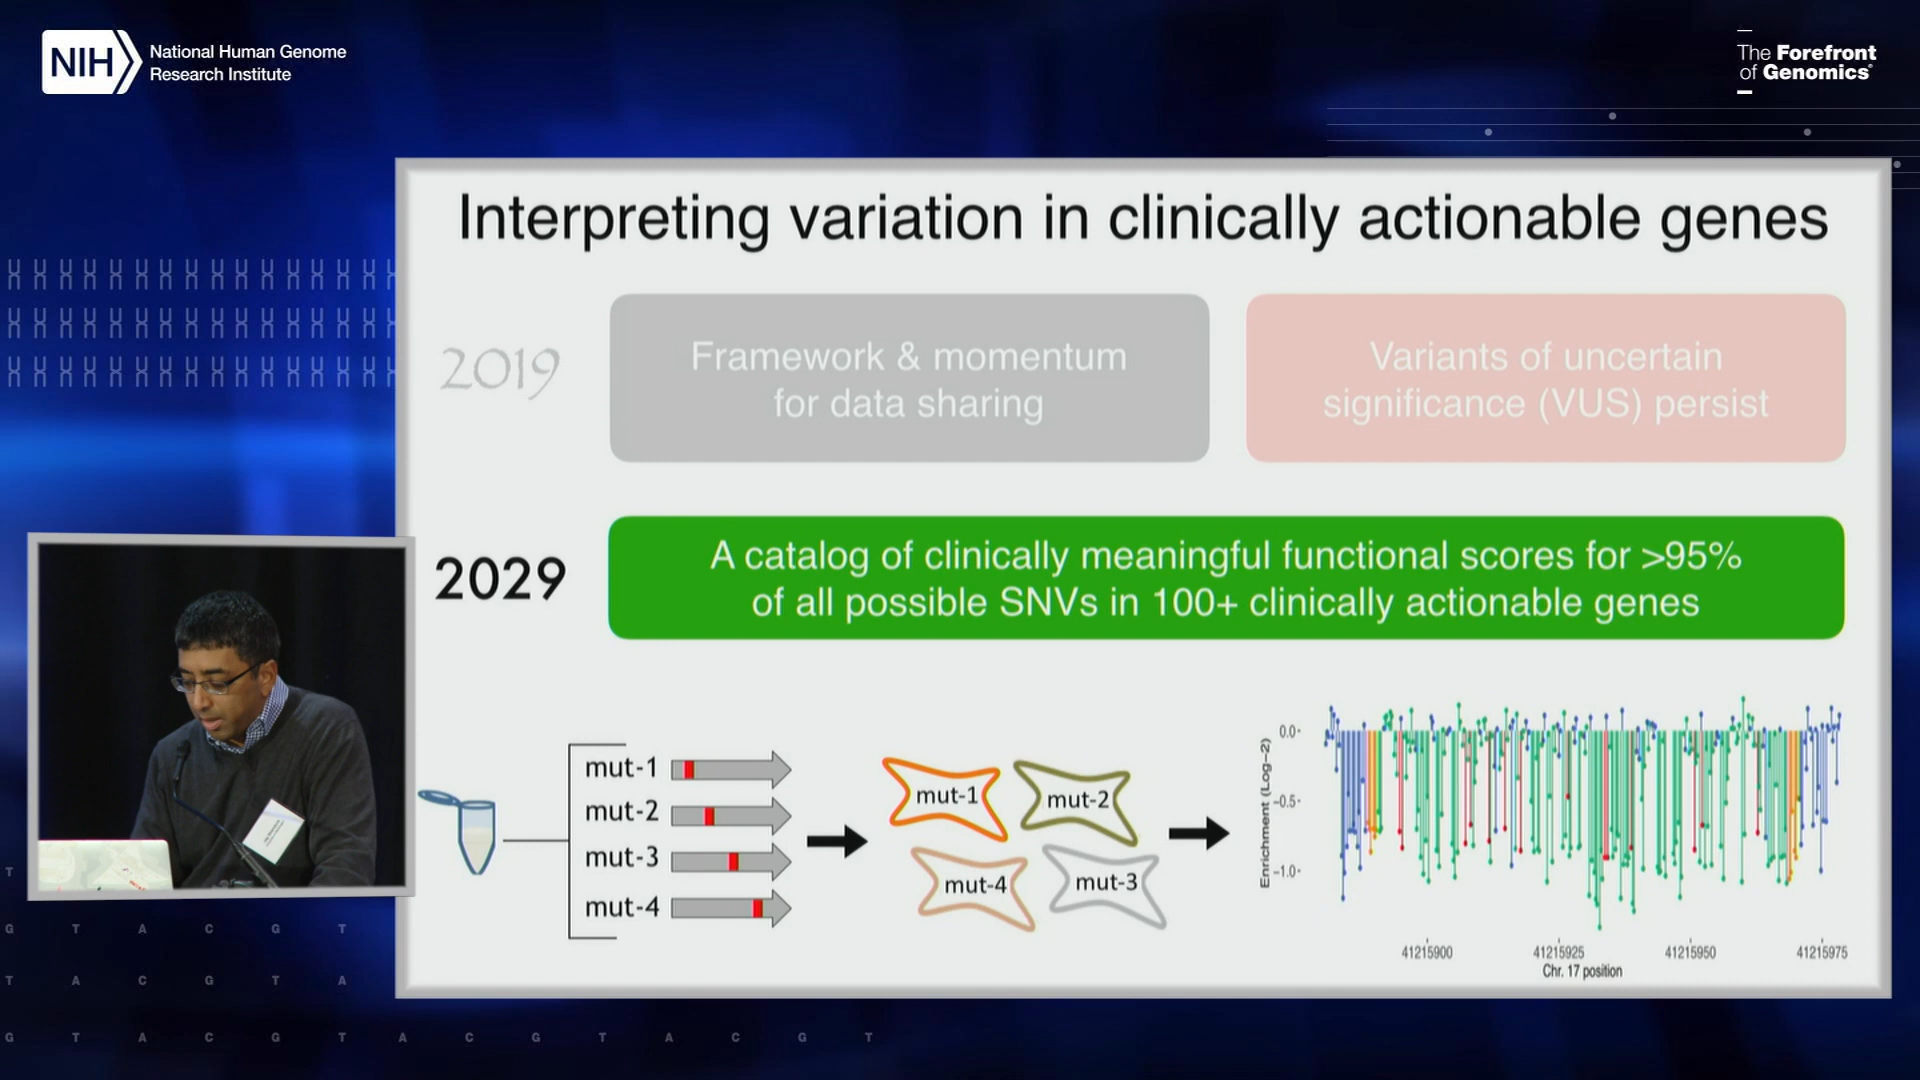 NIH
National Human Genome
Research Institute
The Forefront
of Genomics®
Interpreting variation in clinically actionable genes
2019
Framework & momentum
for data sharing
Variants of uncertain
significance (VUS) persist
2029
A catalog of clinically meaningful functional scores for >95%
of all possible SNVs in 100+ clinically actionable genes
mut-1
mut-2
mut-3
mut-4
mut-1
mut-2
mut-4
mut-3
Enrichment (Log-2)
0.0
-0.5
-1.0
41215900
41215925
41215950
41215975
Chr. 17 position
T
G T A C G T
T A C G T A
G T A C G T A C G T A C G T